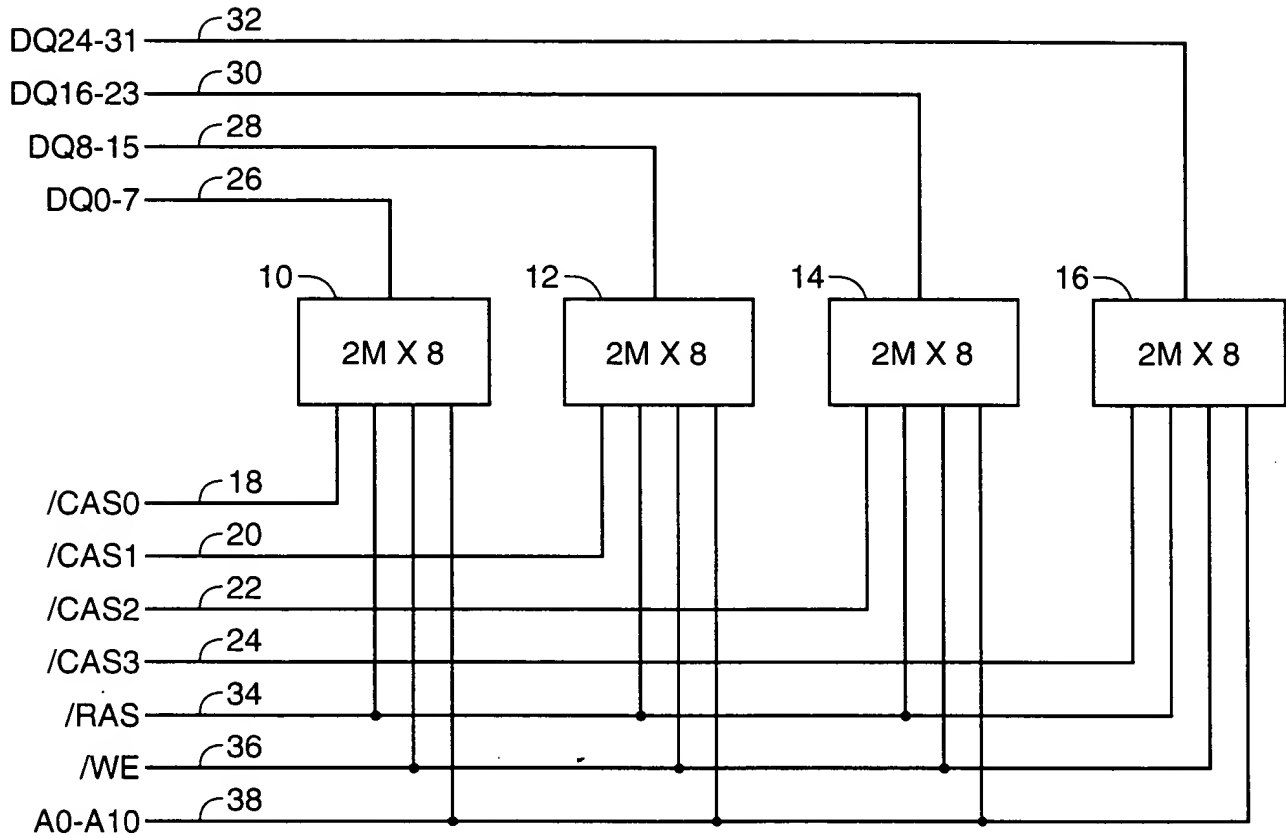 DQ24-31 32
DQ16-23 30
DQ8-15 28
DQ0-7 26
10 12 14 16
2M X 8 2M X 8 2M X 8 2M X 8
/CAS0 18
/CAS1 20
/CAS2 22
/CAS3 24
/RAS 34
/WE 36
A0-A10 38